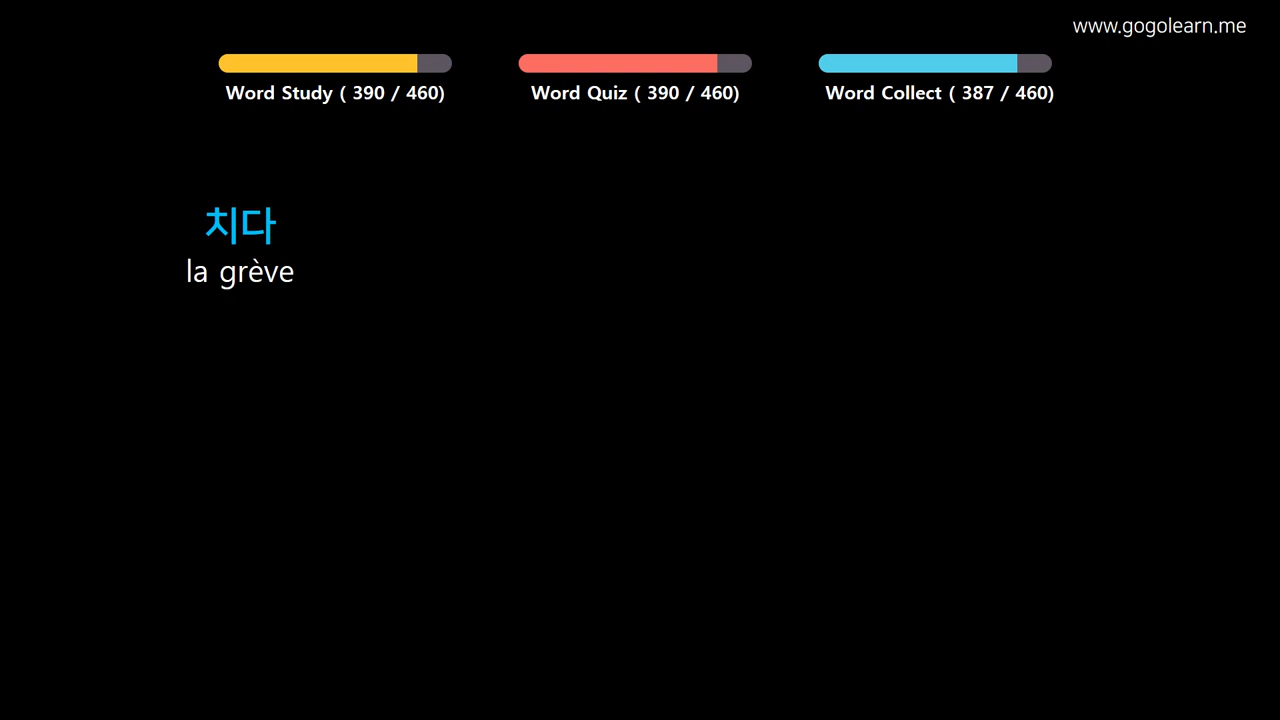 www.gogolearn.me
Word Study ( 390 / 460)
Word Quiz ( 390 / 460)
Word Collect ( 387 / 460)
치다
la grève